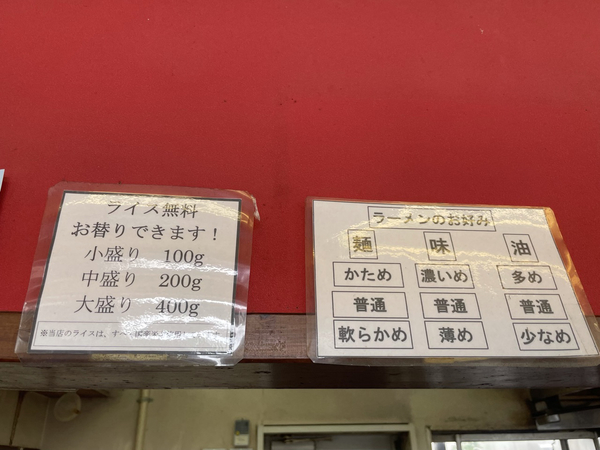 ライス無料
お替りできます!
小盛り 100g
中盛り 200g
大盛り 400g
※当店のライスは、すべて
ラーメンのお好み
麺 味 油
かため 濃いめ 多め
普通 普通 普通
軟らかめ 薄め 少なめ